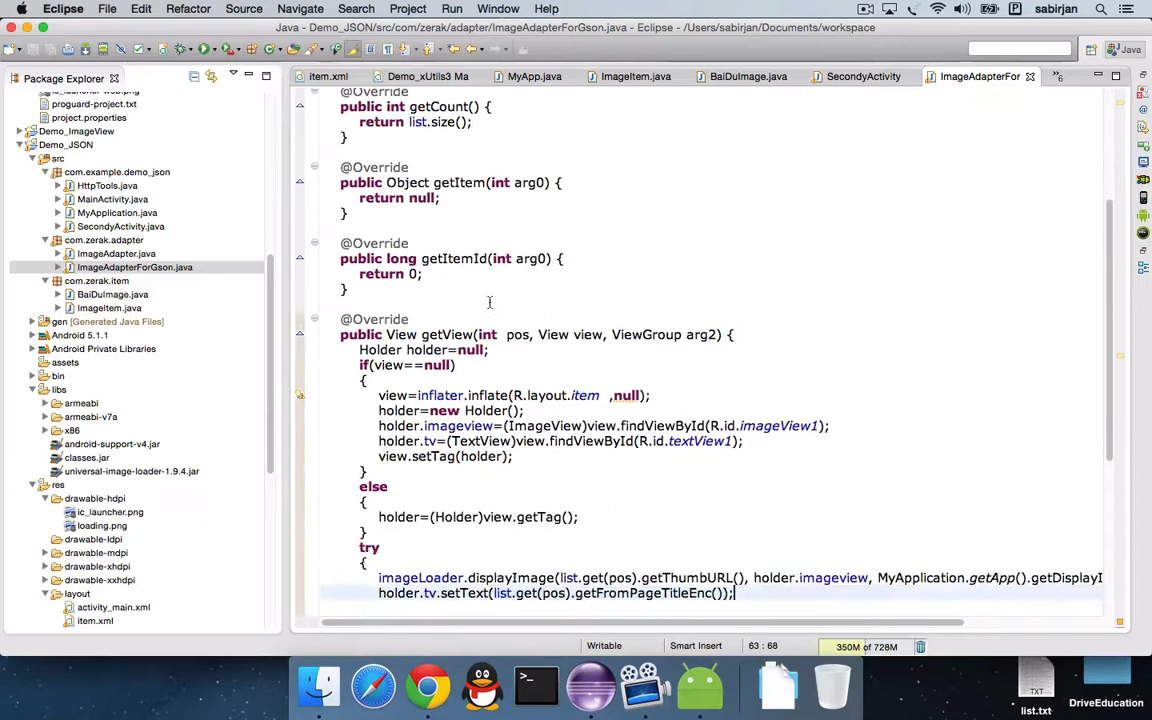 Eclipse File Edit Refactor Source Navigate Search Project Run Window Help sabirjan
Java - Demo_JSON/src/com/zerak/adapter/ImageAdapterForGson.java - Eclipse - /Users/sabirjan/Documents/workspace
Java
Package Explorer
item.xml Demo_xUtils3 Ma MyApp.java ImageItem.java BaiDuImage.java SecondyActivity ImageAdapterFor »6
proguard-project.txt
project.properties
Demo_ImageView
Demo_JSON
src
com.example.demo_json
HttpTools.java
MainActivity.java
MyApplication.java
SecondyActivity.java
com.zerak.adapter
ImageAdapter.java
ImageAdapterForGson.java
com.zerak.item
BaiDuImage.java
ImageItem.java
gen [Generated Java Files]
Android 5.1.1
Android Private Libraries
assets
bin
libs
armeabi
armeabi-v7a
x86
android-support-v4.jar
classes.jar
universal-image-loader-1.9.4.jar
res
drawable-hdpi
ic_launcher.png
loading.png
drawable-ldpi
drawable-mdpi
drawable-xhdpi
drawable-xxhdpi
layout
activity_main.xml
item.xml
@Override
public int getCount() {
return list.size();
}
@Override
public Object getItem(int arg0) {
return null;
}
@Override
public long getItemId(int arg0) {
return 0;
}
@Override
public View getView(int pos, View view, ViewGroup arg2) {
Holder holder=null;
if(view==null)
{
view=inflater.inflate(R.layout.item ,null);
holder=new Holder();
holder.imageview=(ImageView)view.findViewById(R.id.imageView1);
holder.tv=(TextView)view.findViewById(R.id.textView1);
view.setTag(holder);
}
else
{
holder=(Holder)view.getTag();
}
try
{
imageLoader.displayImage(list.get(pos).getThumbURL(), holder.imageview, MyApplication.getApp().getDisplayI
holder.tv.setText(list.get(pos).getFromPageTitleEnc());
Writable Smart Insert 63 : 68 350M of 728M
TXT
list.txt
DriveEducation